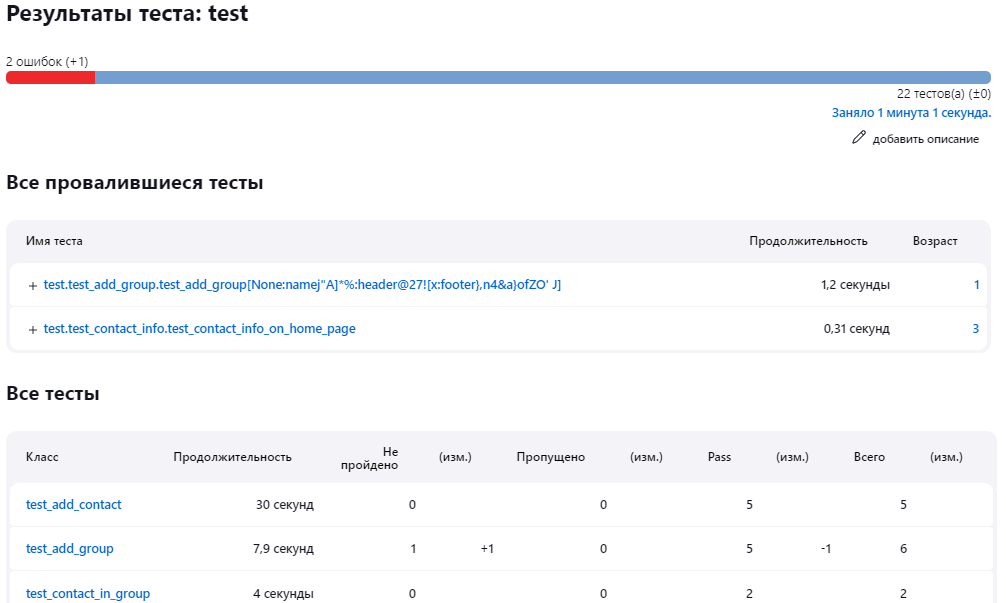 Результаты теста: test
2 ошибок (+1)
22 тестов(а) (±0)
Заняло 1 минута 1 секунда.
добавить описание
Все провалившиеся тесты
Имя теста Продолжительность Возраст
+ test.test_add_group.test_add_group[None:namej"A]*%:header@27![x:footer},n4&a}ofZO' J] 1,2 секунды 1
+ test.test_contact_info.test_contact_info_on_home_page 0,31 секунд 3
Все тесты
Класс Продолжительность Не пройдено (изм.) Пропущено (изм.) Pass (изм.) Всего (изм.)
test_add_contact 30 секунд 0 0 5 5
test_add_group 7,9 секунд 1 +1 0 5 -1 6
test_contact_in_group 4 секунды 0 0 2 2